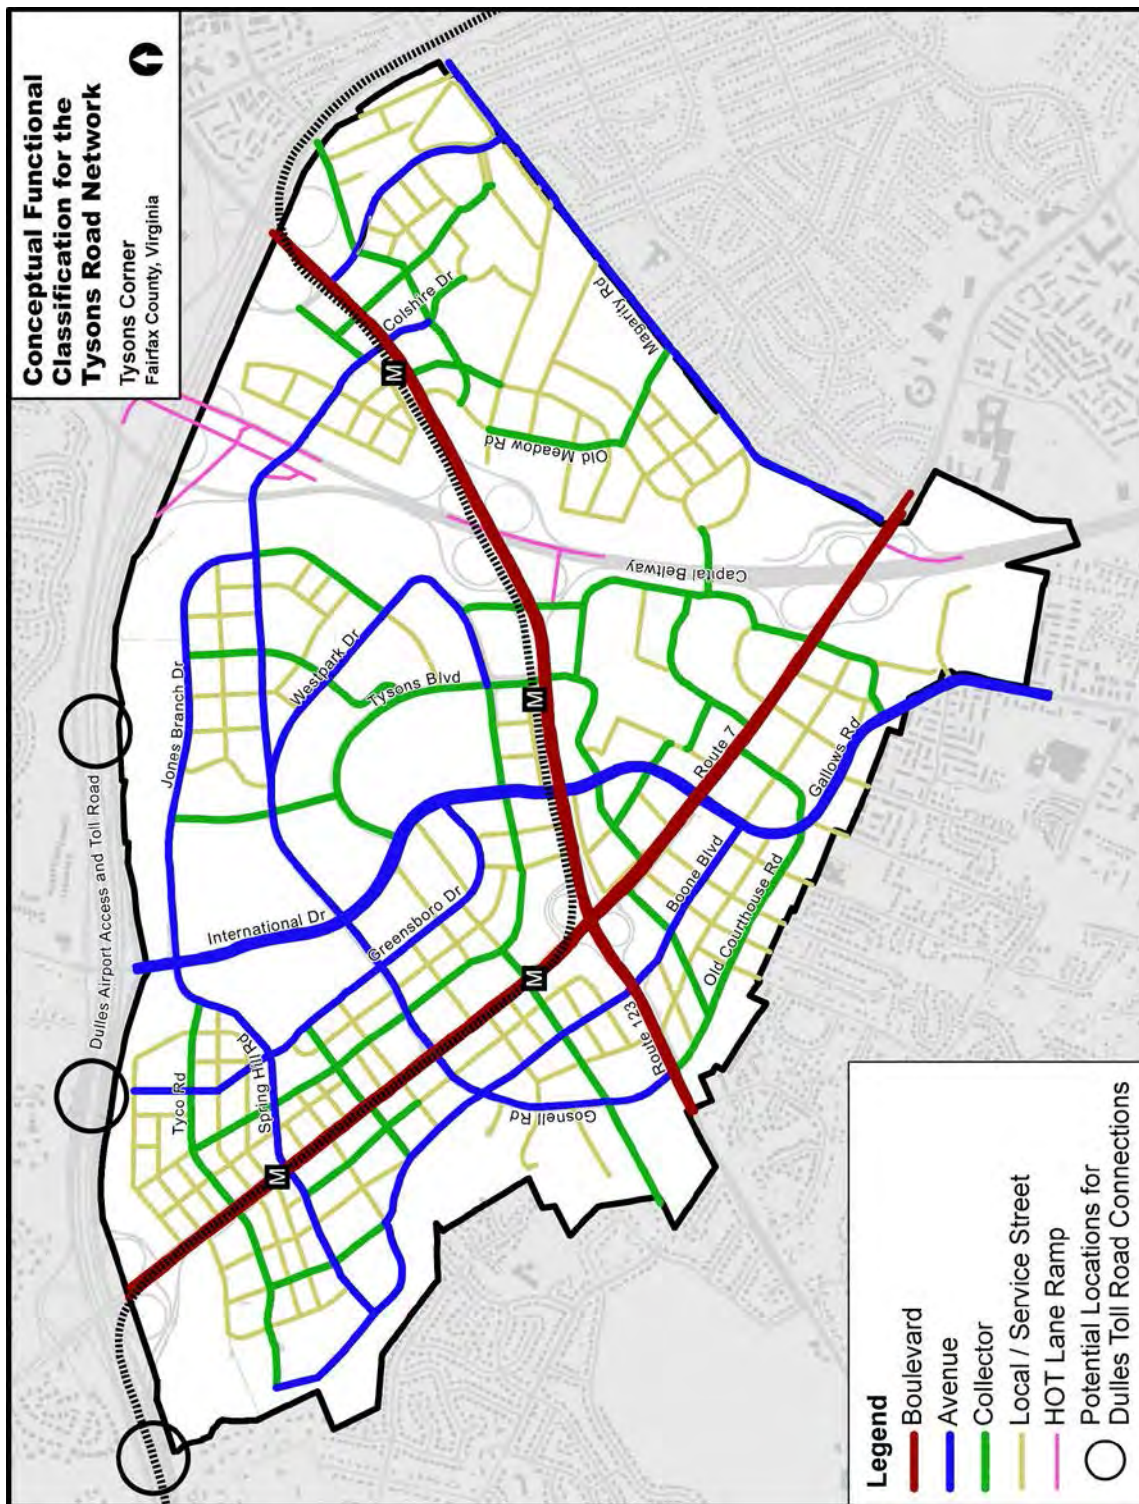 Conceptual Functional
Classification for the
Tysons Road Network
Tysons Corner
Fairfax County, Virginia
Dulles Airport Access and Toll Road
Jones Branch Dr
Westpark Dr
Tysons Blvd
International Dr
Greensboro Dr
Spring Hill Rd
Tyco Rd
Colshire Dr
Magarity Rd
Old Meadow Rd
Capital Beltway
Route 7
Gallows Rd
Boone Blvd
Old Courthouse Rd
Route 123
Gosnell Rd
M
M
M
M
Legend
Boulevard
Avenue
Collector
Local / Service Street
HOT Lane Ramp
Potential Locations for
Dulles Toll Road Connections